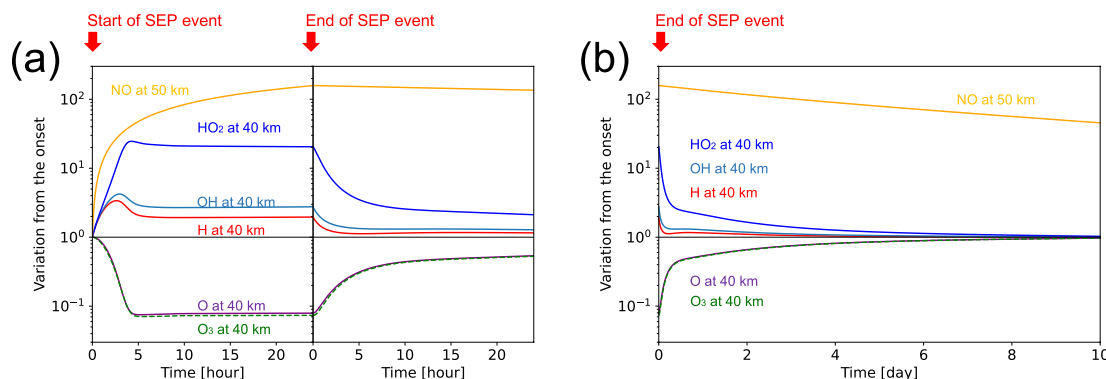 Start of SEP event
End of SEP event
End of SEP event
(a)
(b)
Variation from the onset
10²
10¹
10⁰
10⁻¹
NO at 50 km
HO₂ at 40 km
OH at 40 km
H at 40 km
O at 40 km
O₃ at 40 km
0 5 10 15 20 0 5 10 15 20
Time [hour] Time [hour]
Variation from the onset
10²
10¹
10⁰
10⁻¹
NO at 50 km
HO₂ at 40 km
OH at 40 km
H at 40 km
O at 40 km
O₃ at 40 km
0 2 4 6 8 10
Time [day]